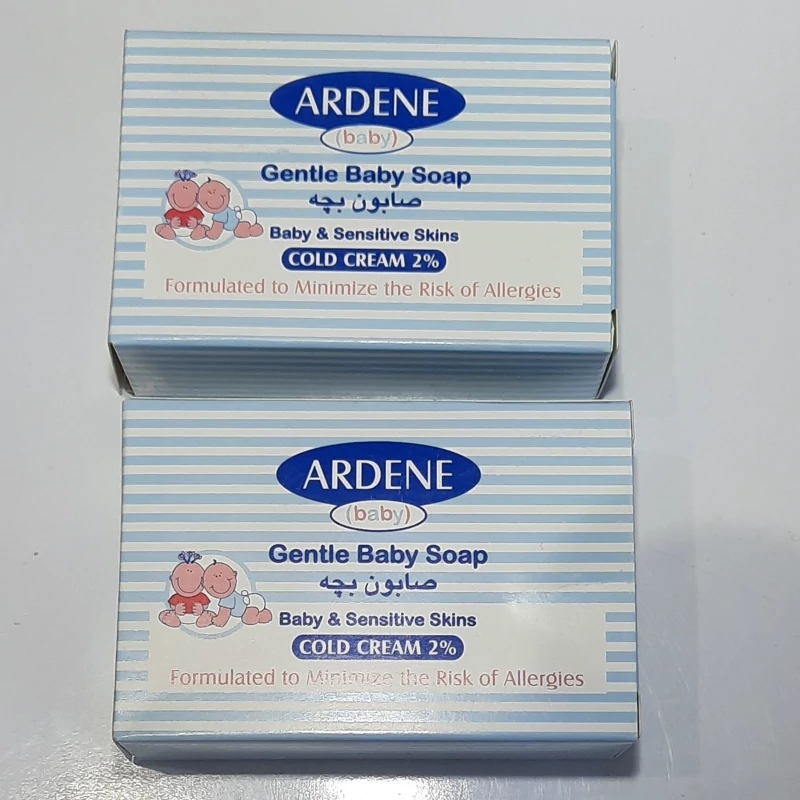 ARDENE
(baby)
Gentle Baby Soap
صابون بچه
Baby & Sensitive Skins
COLD CREAM 2%
Formulated to Minimize the Risk of Allergies
ARDENE
(baby)
Gentle Baby Soap
صابون بچه
Baby & Sensitive Skins
COLD CREAM 2%
Formulated to Minimize the Risk of Allergies